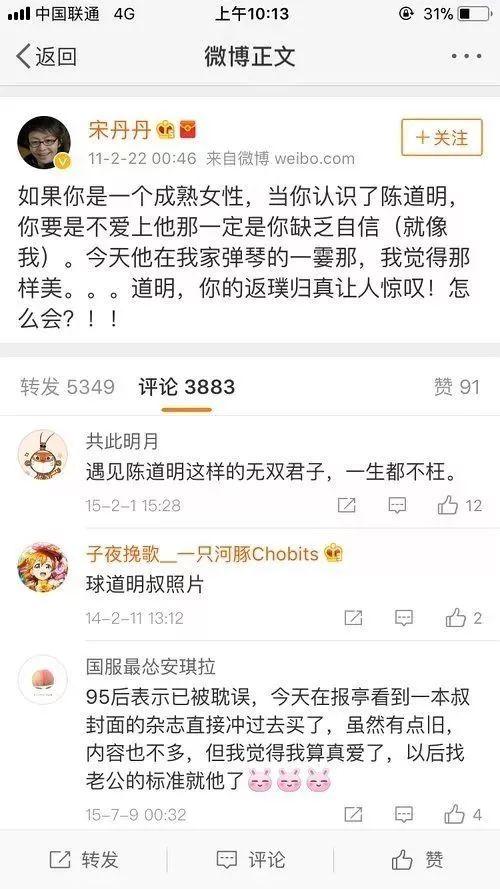 中国联通 4G 上午10:13 31%
返回 微博正文 ···
宋丹丹 +关注
11-2-22 00:46 来自微博 weibo.com
如果你是一个成熟女性，当你认识了陈道明，
你要是不爱上他那一定是你缺乏自信（就像
我）。今天他在我家弹琴的一霎那，我觉得那
样美。。。道明，你的返璞归真让人惊叹！怎
么会？！！
转发 5349 评论 3883 赞 91
共此明月
遇见陈道明这样的无双君子，一生都不枉。
15-2-1 15:28 12
子夜挽歌__一只河豚Chobits
球道明叔照片
14-2-11 13:12 2
国服最怂安琪拉
95后表示已被耽误，今天在报亭看到一本叔
封面的杂志直接冲过去买了，虽然有点旧，
内容也不多，但我觉得我算真爱了，以后找
老公的标准就他了
15-7-9 00:32 4
转发 评论 赞